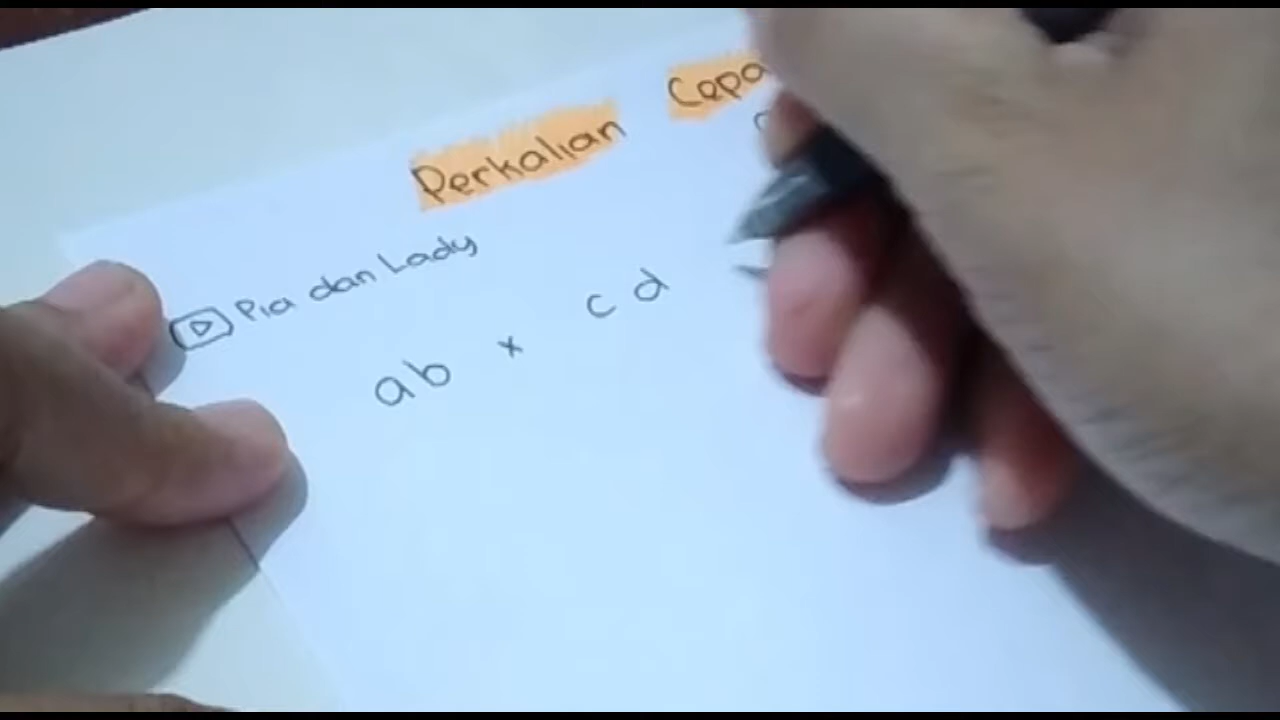 Perkalian Cepa
Pia dan Lady
ab × cd =